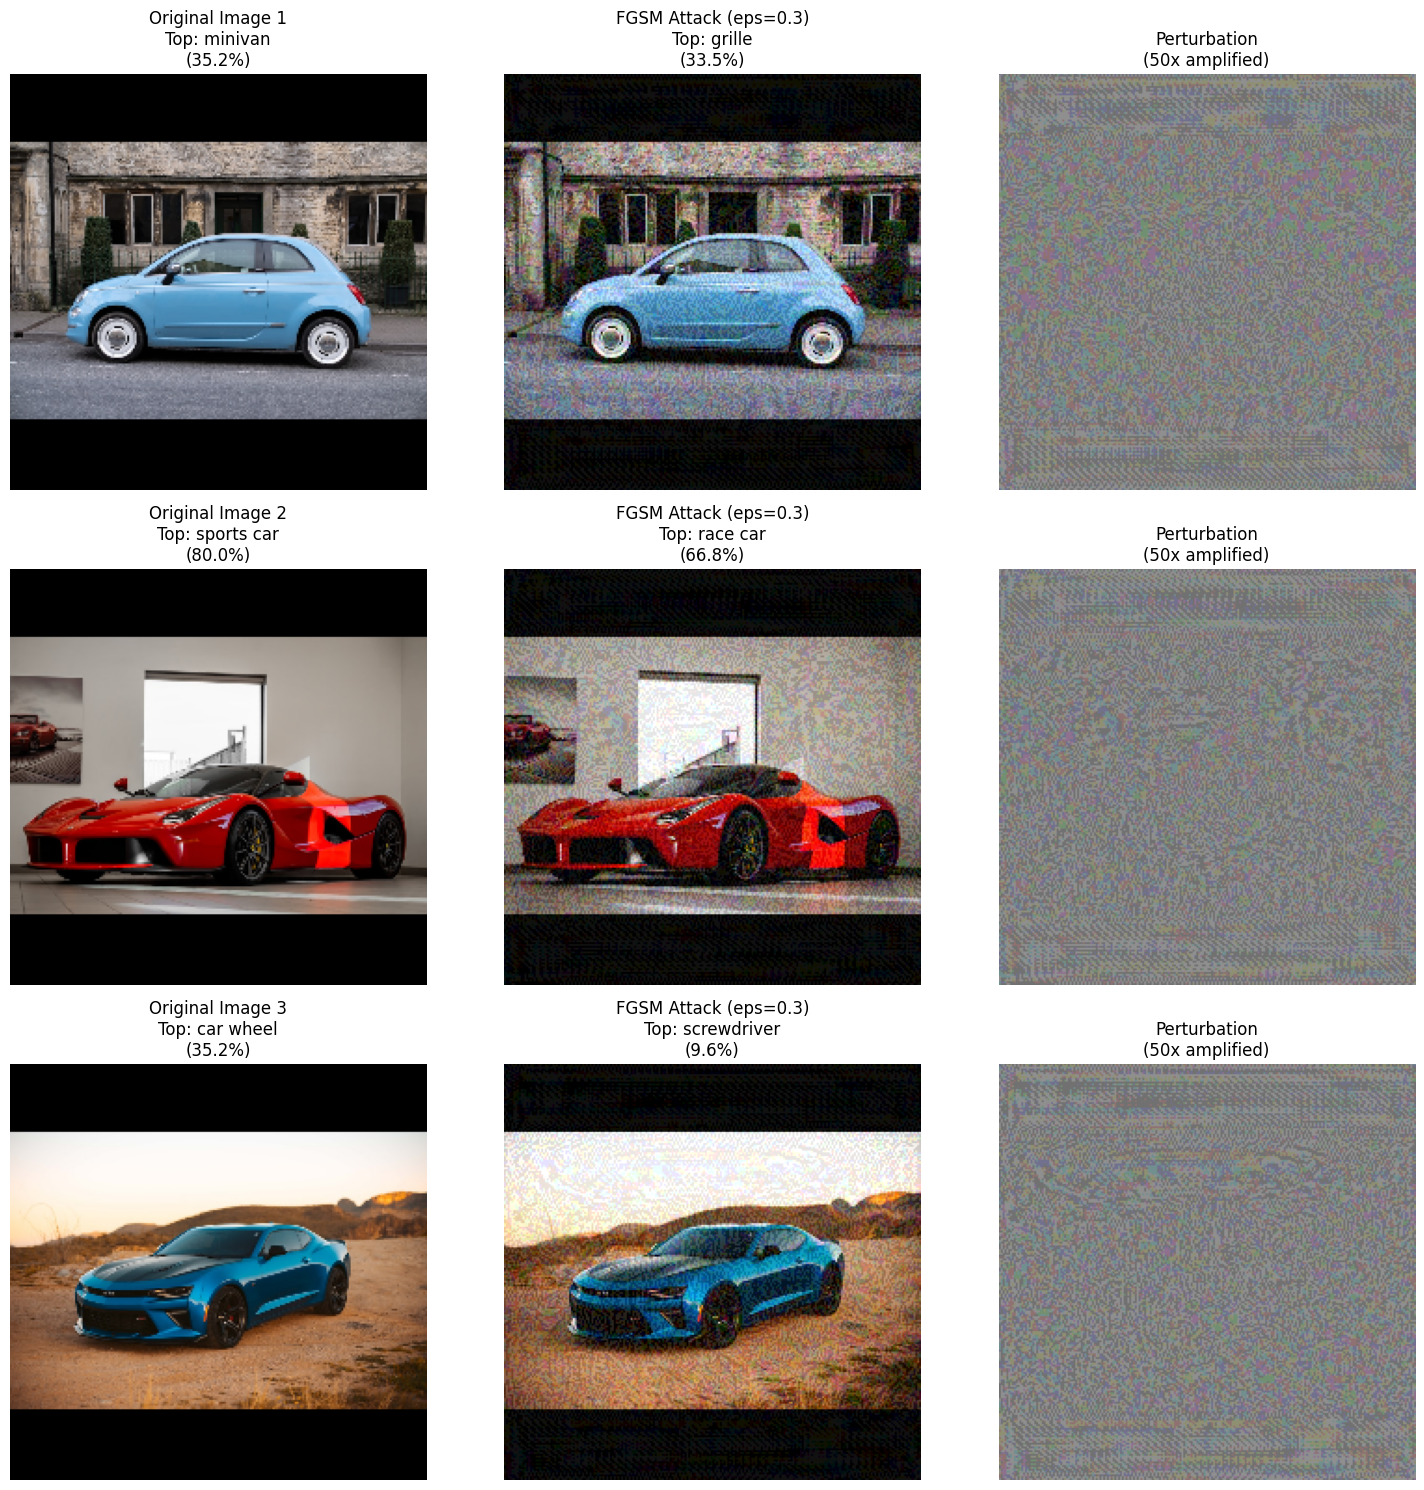 Original Image 1
Top: minivan
(35.2%)
FGSM Attack (eps=0.3)
Top: grille
(33.5%)
Perturbation
(50x amplified)
Original Image 2
Top: sports car
(80.0%)
FGSM Attack (eps=0.3)
Top: race car
(66.8%)
Perturbation
(50x amplified)
Original Image 3
Top: car wheel
(35.2%)
FGSM Attack (eps=0.3)
Top: screwdriver
(9.6%)
Perturbation
(50x amplified)